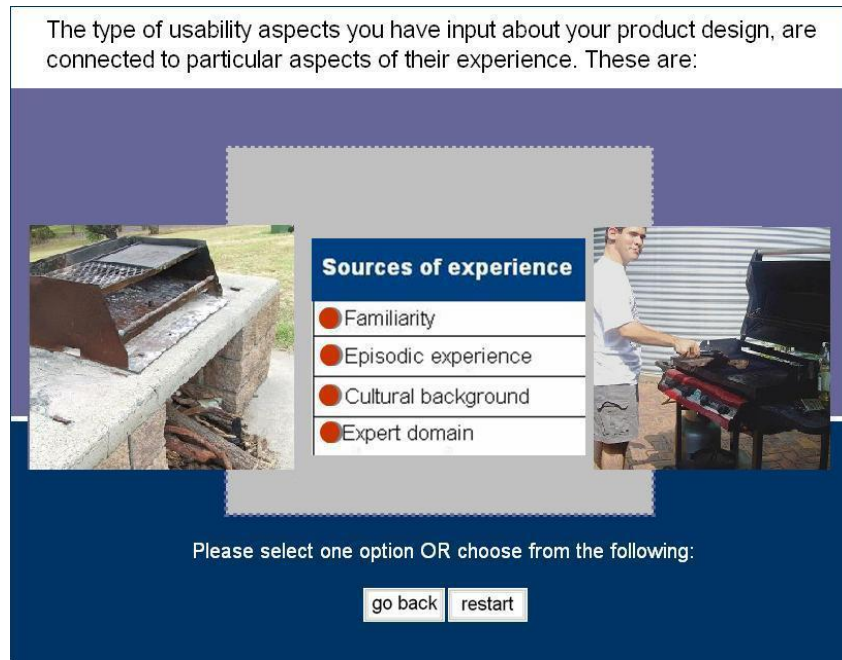 The type of usability aspects you have input about your product design, are
connected to particular aspects of their experience. These are:
Sources of experience
Familiarity
Episodic experience
Cultural background
Expert domain
Please select one option OR choose from the following:
go back
restart